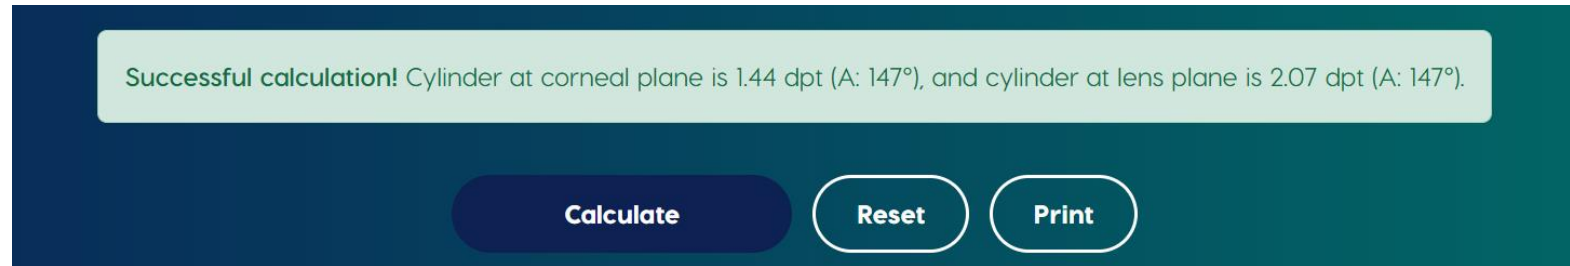 Successful calculation! Cylinder at corneal plane is 1.44 dpt (A: 147°), and cylinder at lens plane is 2.07 dpt (A: 147°).
Calculate
Reset
Print